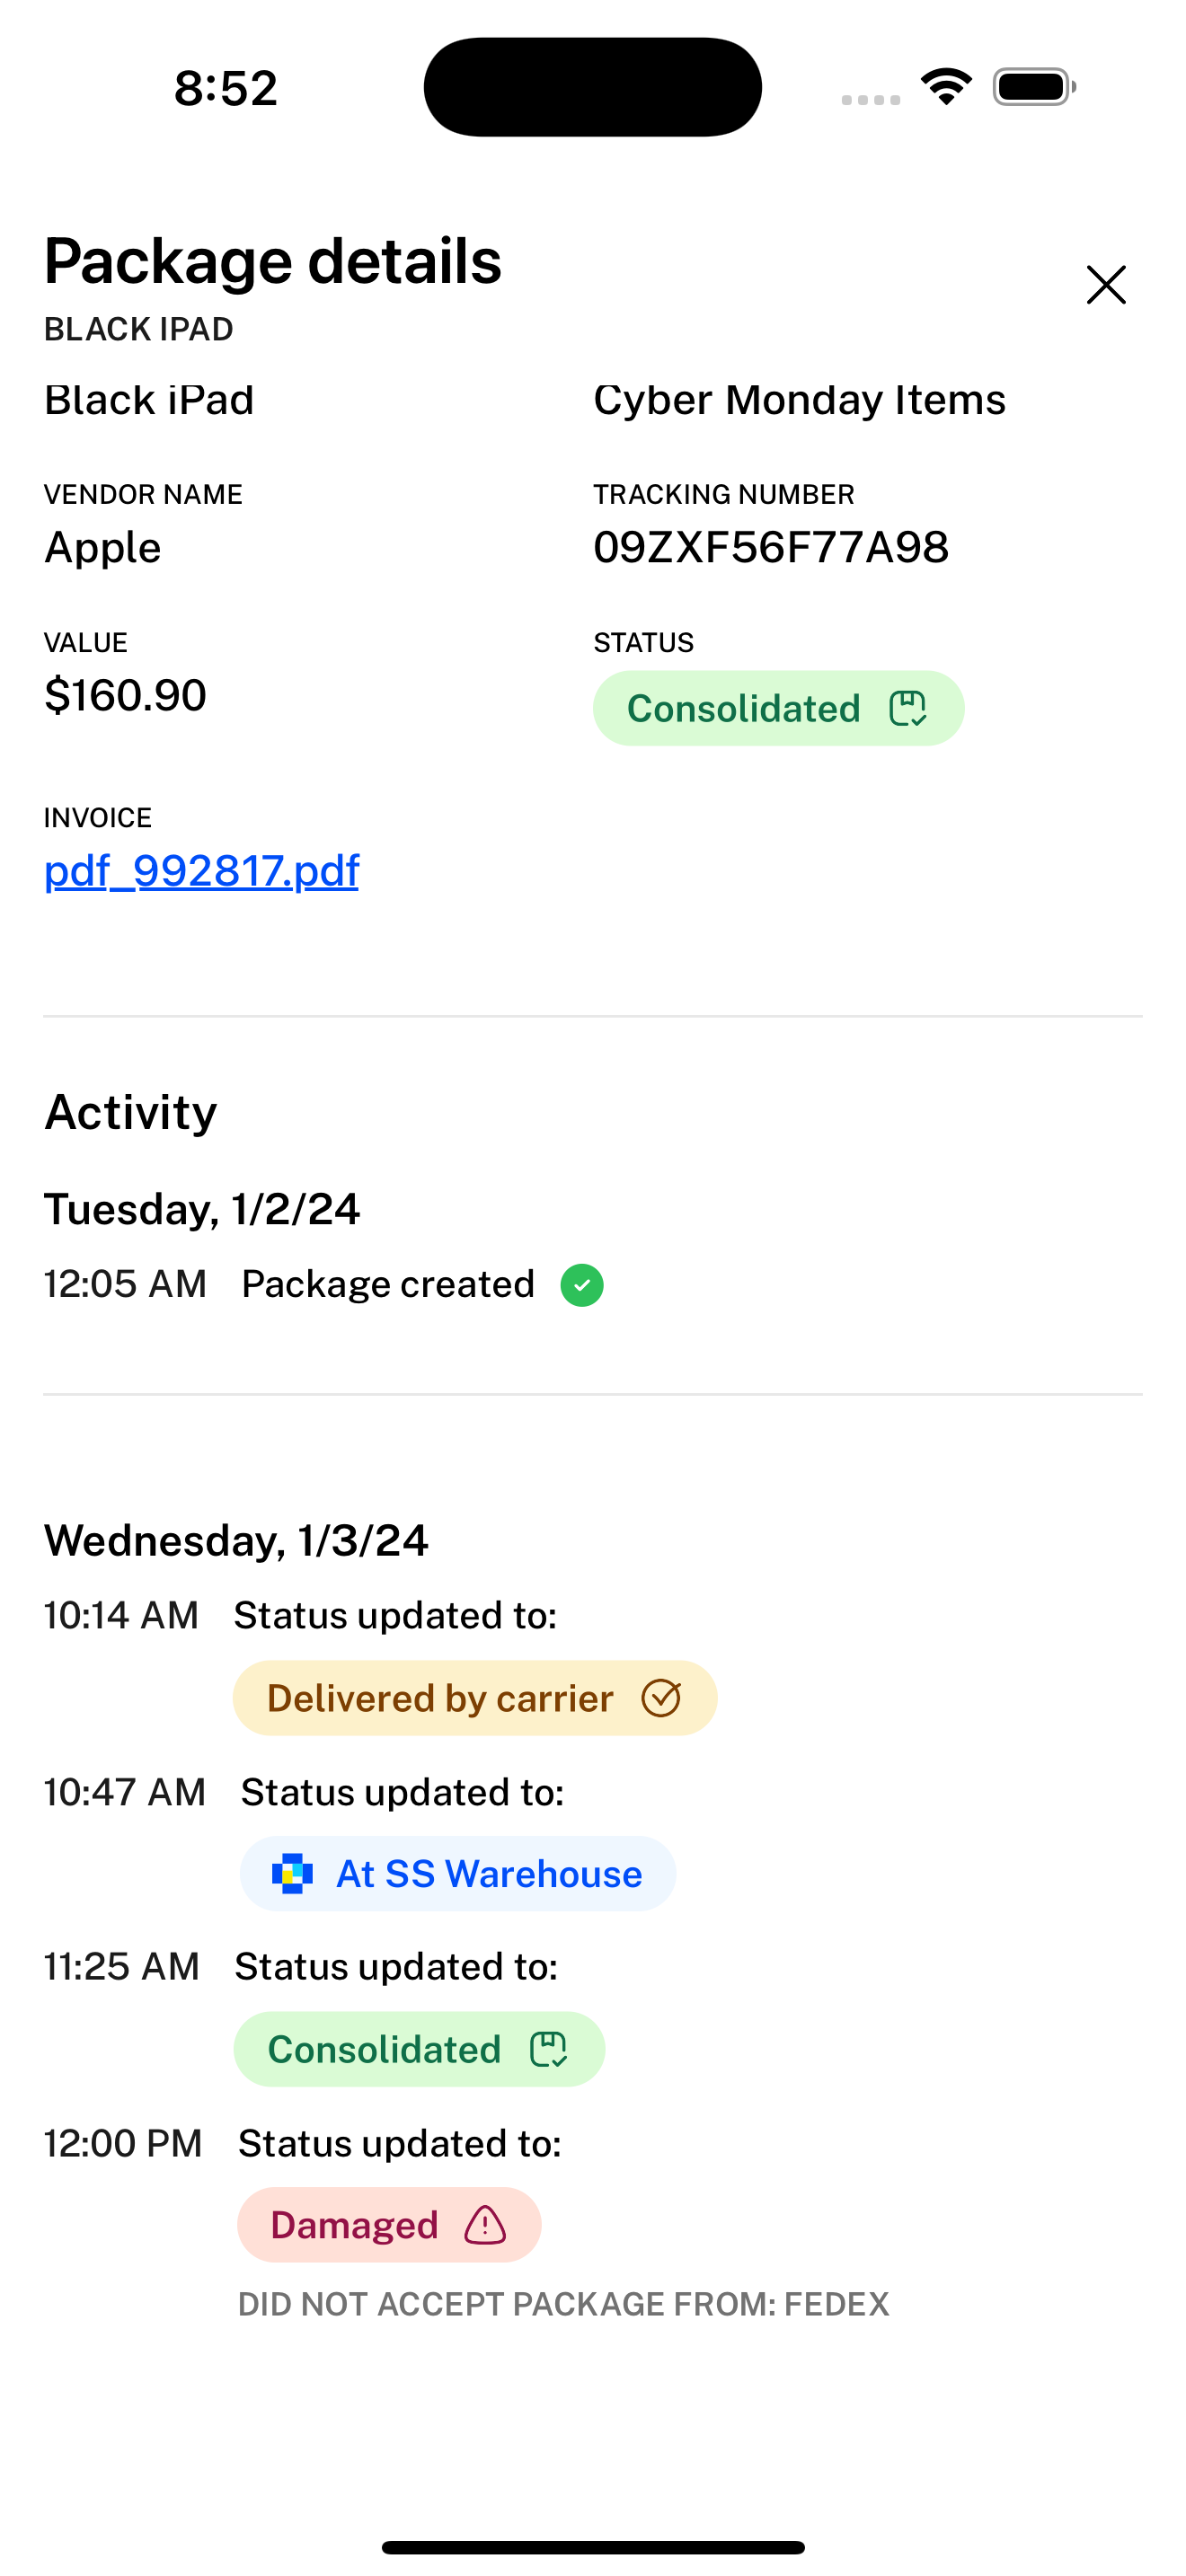 8:52
Package details
BLACK IPAD
Black iPad
Cyber Monday Items
VENDOR NAME
Apple
TRACKING NUMBER
09ZXF56F77A98
VALUE
$160.90
STATUS
Consolidated
INVOICE
pdf_992817.pdf
Activity
Tuesday, 1/2/24
12:05 AM Package created
Wednesday, 1/3/24
10:14 AM Status updated to:
Delivered by carrier
10:47 AM Status updated to:
At SS Warehouse
11:25 AM Status updated to:
Consolidated
12:00 PM Status updated to:
Damaged
DID NOT ACCEPT PACKAGE FROM: FEDEX